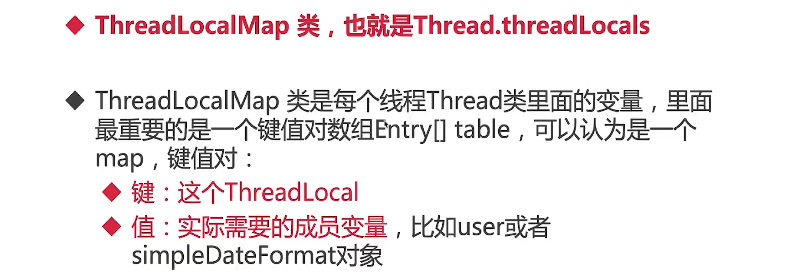 ThreadLocalMap 类，也就是Thread.threadLocals
ThreadLocalMap 类是每个线程Thread类里面的变量，里面
最重要的是一个键值对数组Entry[] table，可以认为是一个
map，键值对：
键：这个ThreadLocal
值：实际需要的成员变量，比如user或者
simpleDateFormat对象